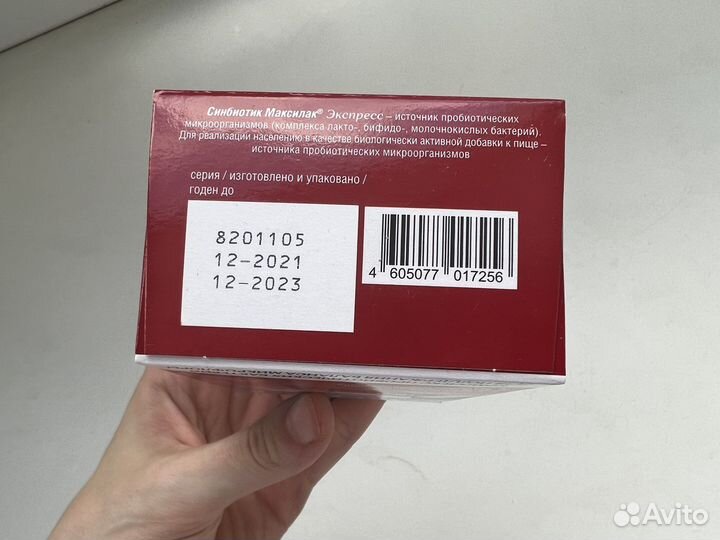 Синбиотик Максилак® Экспресс – источник пробиотических
микроорганизмов (комплекса лакто-, бифидо-, молочнокислых бактерий).
Для реализации населению в качестве биологически активной добавки к пище –
источника пробиотических микроорганизмов
серия / изготовлено и упаковано /
годен до
8201105
12-2021
12-2023
4 605077 017256
Avito